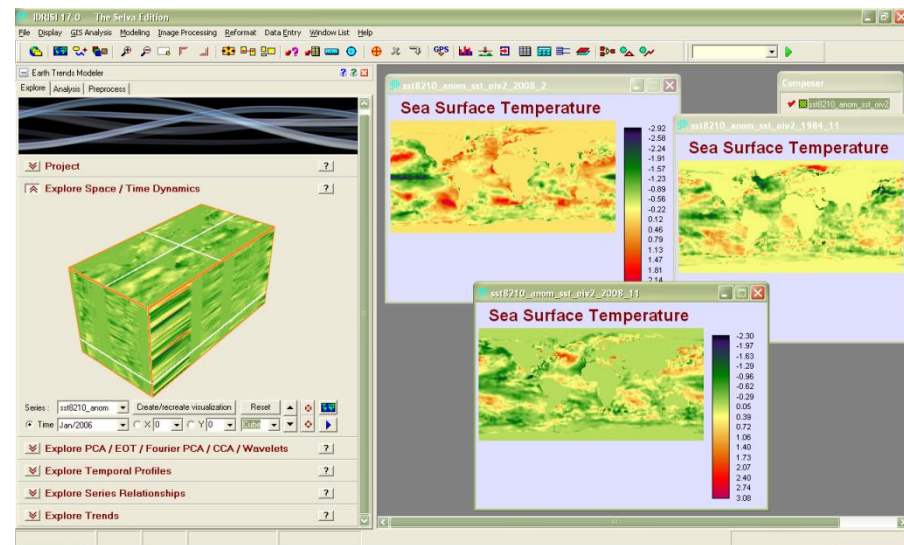 IDRISI 17.0    The Selva Edition
File Display GIS Analysis Modeling Image Processing Reformat Data Entry Window List Help
GPS
Earth Trends Modeler
Explore Analysis Preprocess
Project ?
Explore Space / Time Dynamics ?
Series : sst8210_anom Create/recreate visualization Reset
Time Jan/2006 X 0 Y 0 Cube
Explore PCA / EOT / Fourier PCA / CCA / Wavelets ?
Explore Temporal Profiles ?
Explore Series Relationships ?
Explore Trends ?
sst8210_anom_sst_oiv2_2008_2
Sea Surface Temperature
-2.92
-2.58
-2.24
-1.91
-1.57
-1.23
-0.89
-0.56
-0.22
0.12
0.46
0.79
1.13
1.47
1.81
2.14
Composer
sst8210_anom_sst_oiv2
sst8210_anom_sst_oiv2_1984_11
Sea Surface Temperature
sst8210_anom_sst_oiv2_2008_11
Sea Surface Temperature
-2.30
-1.97
-1.63
-1.29
-0.96
-0.62
-0.29
0.05
0.39
0.72
1.06
1.40
1.73
2.07
2.40
2.74
3.08